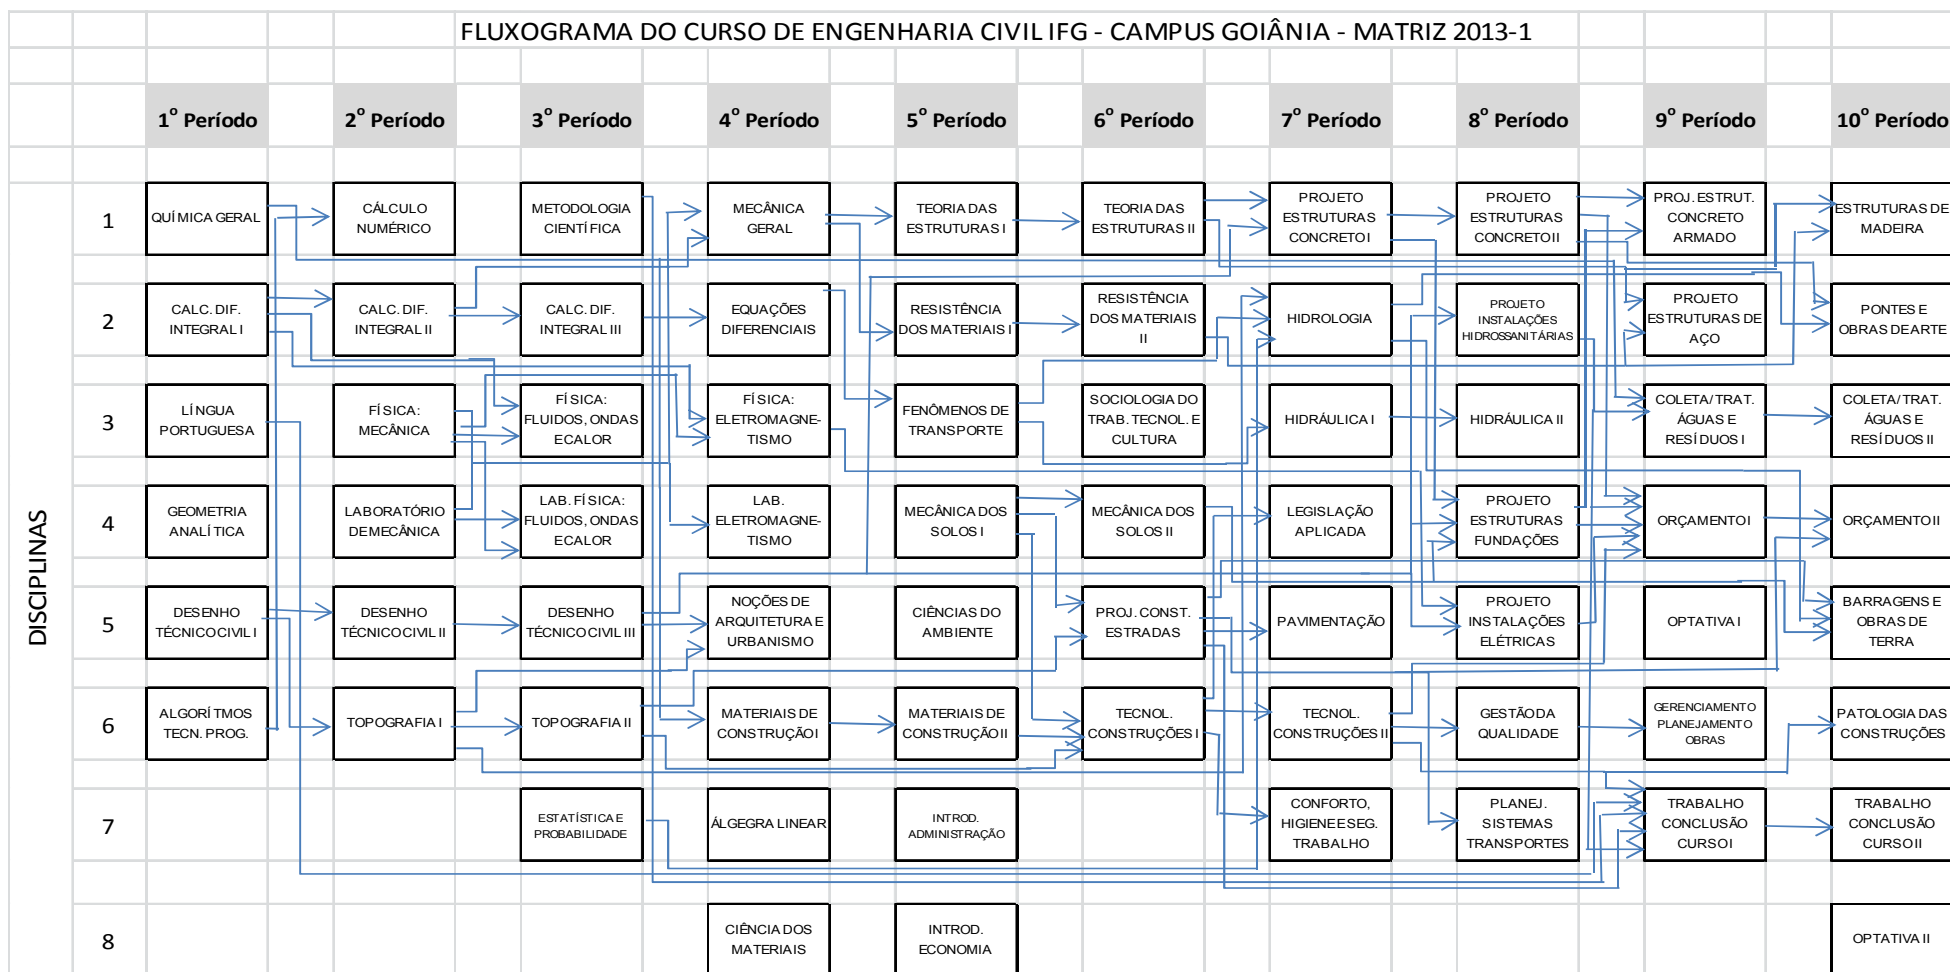 FLUXOGRAMA DO CURSO DE ENGENHARIA CIVIL IFG - CAMPUS GOIÂNIA - MATRIZ 2013-1
1º Período 2º Período 3º Período 4º Período 5º Período 6º Período 7º Período 8º Período 9º Período 10º Período
DISCIPLINAS
1
QUÍMICA GERAL
CÁLCULO
NUMÉRICO
METODOLOGIA
CIENTÍFICA
MECÂNICA
GERAL
TEORIA DAS
ESTRUTURAS I
TEORIA DAS
ESTRUTURAS II
PROJETO
ESTRUTURAS
CONCRETO I
PROJETO
ESTRUTURAS
CONCRETO II
PROJ. ESTRUT.
CONCRETO
ARMADO
ESTRUTURAS DE
MADEIRA
2
CALC. DIF.
INTEGRAL I
CALC. DIF.
INTEGRAL II
CALC. DIF.
INTEGRAL III
EQUAÇÕES
DIFERENCIAIS
RESISTÊNCIA
DOS MATERIAIS I
RESISTÊNCIA
DOS MATERIAIS
II
HIDROLOGIA
PROJETO
INSTALAÇÕES
HIDROSSANITÁRIAS
PROJETO
ESTRUTURAS DE
AÇO
PONTES E
OBRAS DE ARTE
3
LÍNGUA
PORTUGUESA
FÍSICA:
MECÂNICA
FÍSICA:
FLUIDOS, ONDAS
E CALOR
FÍSICA:
ELETROMAGNE-
TISMO
FENÔMENOS DE
TRANSPORTE
SOCIOLOGIA DO
TRAB. TECNOL. E
CULTURA
HIDRÁULICA I
HIDRÁULICA II
COLETA/TRAT.
ÁGUAS E
RESÍDUOS I
COLETA/TRAT.
ÁGUAS E
RESÍDUOS II
4
GEOMETRIA
ANALÍTICA
LABORATÓRIO
DE MECÂNICA
LAB. FÍSICA:
FLUIDOS, ONDAS
E CALOR
LAB.
ELETROMAGNE-
TISMO
MECÂNICA DOS
SOLOS I
MECÂNICA DOS
SOLOS II
LEGISLAÇÃO
APLICADA
PROJETO
ESTRUTURAS
FUNDAÇÕES
ORÇAMENTO I
ORÇAMENTO II
5
DESENHO
TÉCNICO CIVIL I
DESENHO
TÉCNICO CIVIL II
DESENHO
TÉCNICO CIVIL III
NOÇÕES DE
ARQUITETURA E
URBANISMO
CIÊNCIAS DO
AMBIENTE
PROJ. CONST.
ESTRADAS
PAVIMENTAÇÃO
PROJETO
INSTALAÇÕES
ELÉTRICAS
OPTATIVA I
BARRAGENS E
OBRAS DE
TERRA
6
ALGORÍTMOS
TECN. PROG.
TOPOGRAFIA I
TOPOGRAFIA II
MATERIAIS DE
CONSTRUÇÃO I
MATERIAIS DE
CONSTRUÇÃO II
TECNOL.
CONSTRUÇÕES I
TECNOL.
CONSTRUÇÕES II
GESTÃO DA
QUALIDADE
GERENCIAMENTO
PLANEJAMENTO
OBRAS
PATOLOGIA DAS
CONSTRUÇÕES
7
ESTATÍSTICA E
PROBABILIDADE
ÁLGEGRA LINEAR
INTROD.
ADMINISTRAÇÃO
CONFORTO,
HIGIENE E SEG.
TRABALHO
PLANEJ.
SISTEMAS
TRANSPORTES
TRABALHO
CONCLUSÃO
CURSO I
TRABALHO
CONCLUSÃO
CURSO II
8
CIÊNCIA DOS
MATERIAIS
INTROD.
ECONOMIA
OPTATIVA II